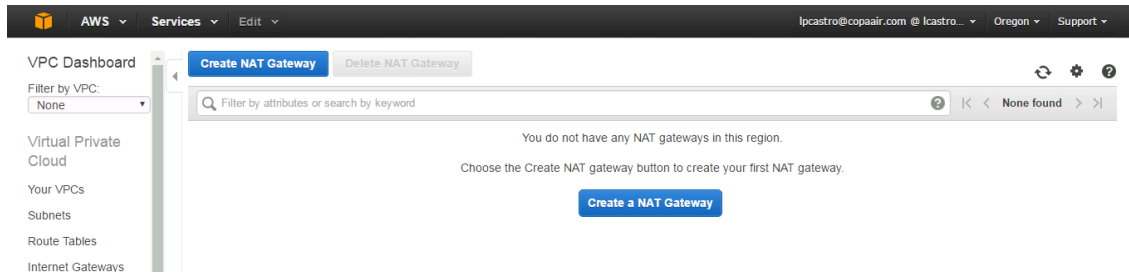 AWS Services Edit lpcastro@copaair.com @ lcastro... Oregon Support
VPC Dashboard
Filter by VPC:
None
Virtual Private
Cloud
Your VPCs
Subnets
Route Tables
Internet Gateways
Create NAT Gateway Delete NAT Gateway
Filter by attributes or search by keyword None found
You do not have any NAT gateways in this region.
Choose the Create NAT gateway button to create your first NAT gateway.
Create a NAT Gateway